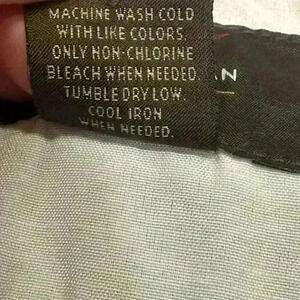 MACHINE WASH COLD
WITH LIKE COLORS.
ONLY NON-CHLORINE
BLEACH WHEN NEEDED.
TUMBLE DRY LOW.
COOL IRON
WHEN NEEDED.
AN